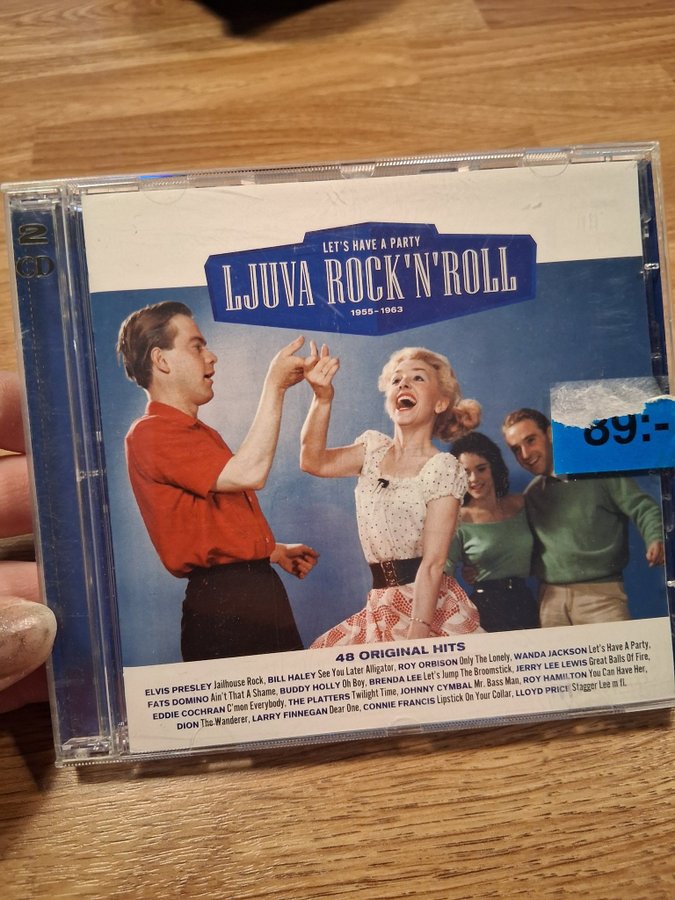 2
CD
LET'S HAVE A PARTY
LJUVA ROCK'N'ROLL
1955-1963
89:-
48 ORIGINAL HITS
ELVIS PRESLEY Jailhouse Rock, BILL HALEY See You Later Alligator, ROY ORBISON Only The Lonely, WANDA JACKSON Let's Have A Party,
FATS DOMINO Ain't That A Shame, BUDDY HOLLY Oh Boy, BRENDA LEE Let's Jump The Broomstick, JERRY LEE LEWIS Great Balls Of Fire,
EDDIE COCHRAN C'mon Everybody, THE PLATTERS Twilight Time, JOHNNY CYMBAL Mr. Bass Man, ROY HAMILTON You Can Have Her,
DION The Wanderer, LARRY FINNEGAN Dear One, CONNIE FRANCIS Lipstick On Your Collar, LLOYD PRICE Stagger Lee m fl.